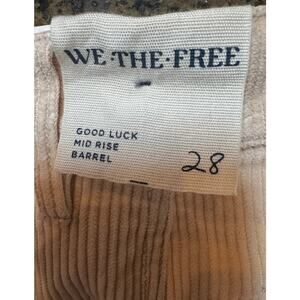 WE·THE·FREE
GOOD LUCK
MID RISE
BARREL
28